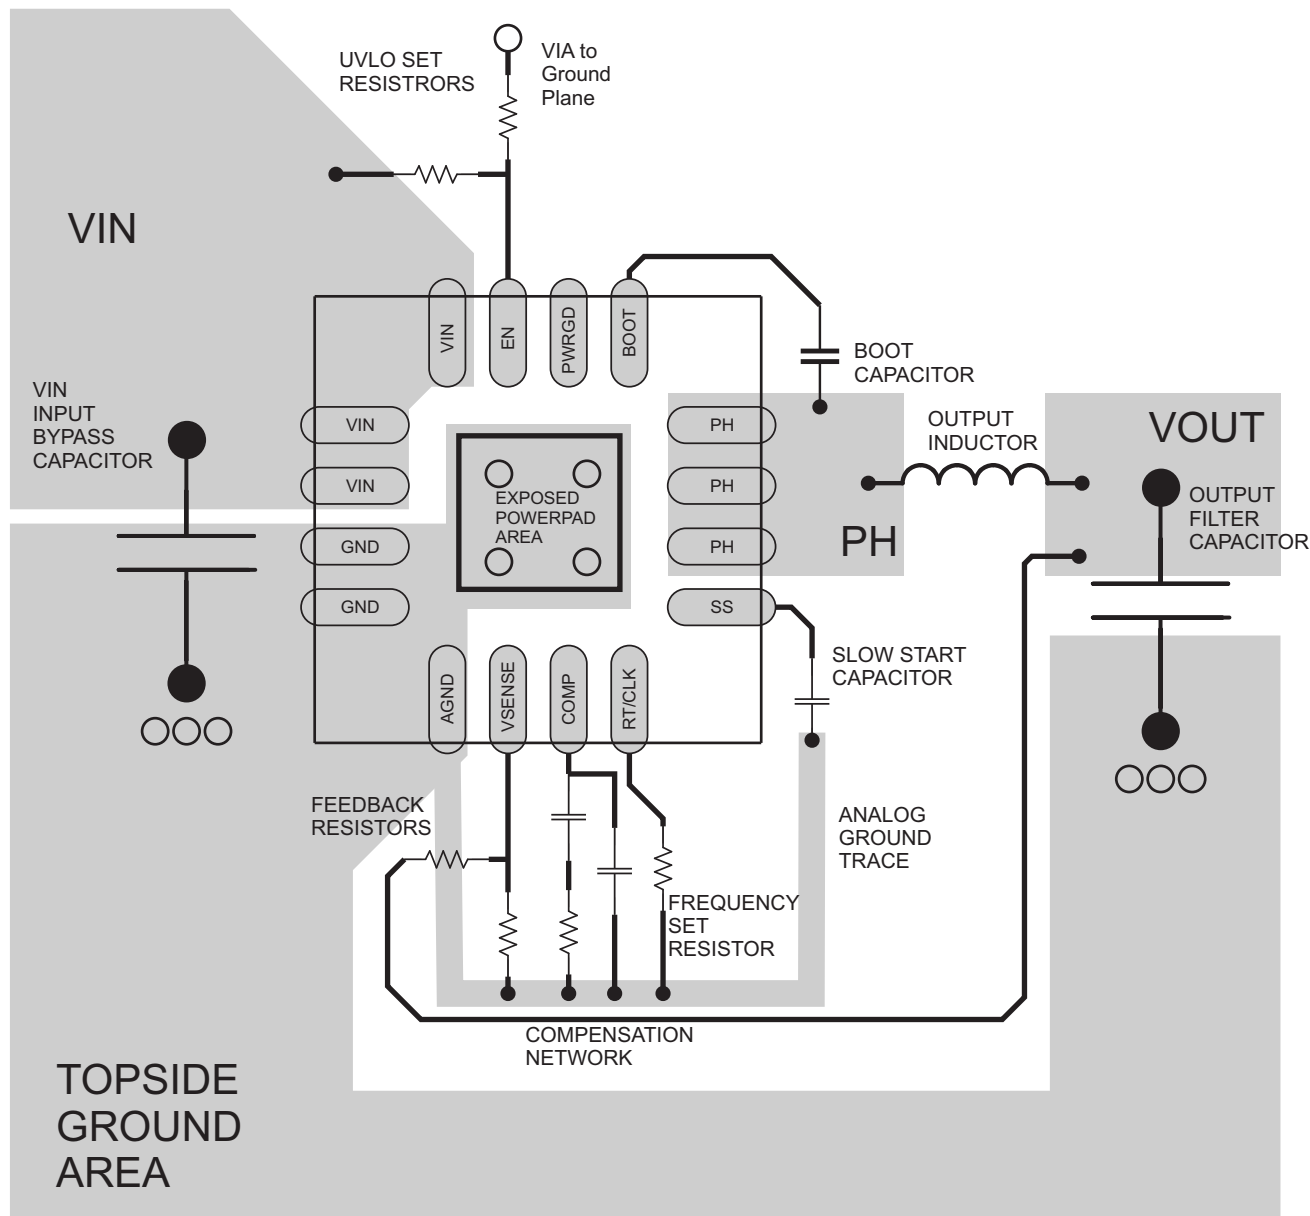 UVLO SET
RESISTRORS
VIA to
Ground
Plane
VIN
VIN
EN
PWRGD
BOOT
BOOT
CAPACITOR
VIN
INPUT
BYPASS
CAPACITOR
VIN
VIN
GND
GND
EXPOSED
POWERPAD
AREA
PH
PH
PH
SS
PH
OUTPUT
INDUCTOR
VOUT
OUTPUT
FILTER
CAPACITOR
AGND
VSENSE
COMP
RT/CLK
SLOW START
CAPACITOR
FEEDBACK
RESISTORS
ANALOG
GROUND
TRACE
FREQUENCY
SET
RESISTOR
COMPENSATION
NETWORK
TOPSIDE
GROUND
AREA